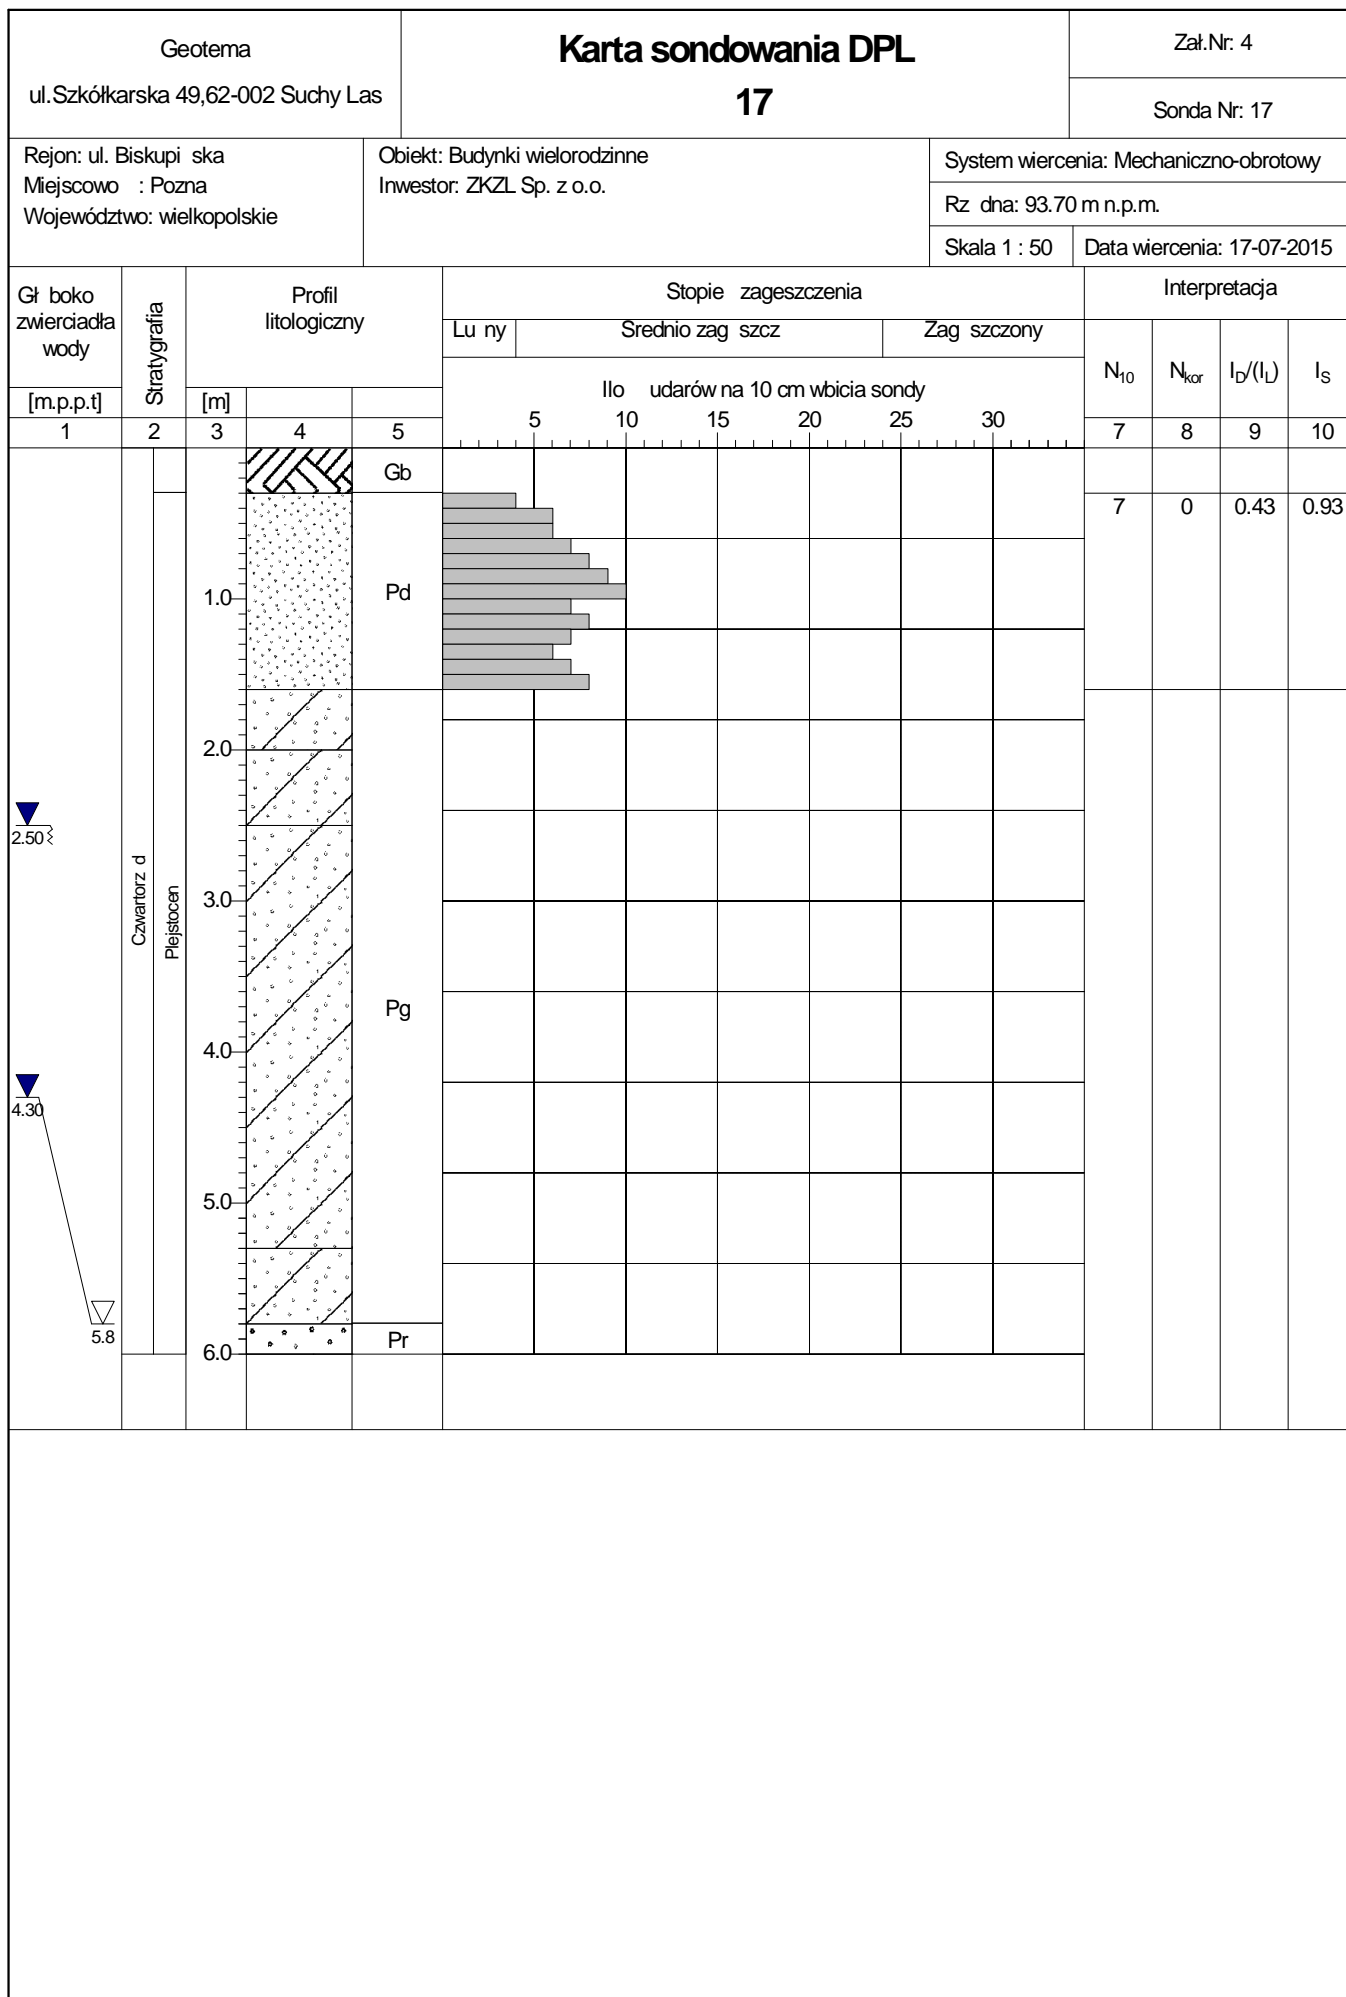 Geotema
ul.Szkółkarska 49,62-002 Suchy Las
Karta sondowania DPL
17
Zał.Nr: 4
Sonda Nr: 17
Rejon: ul. Biskupi ska
Miejscowo : Pozna
Województwo: wielkopolskie
Obiekt: Budynki wielorodzinne
Inwestor: ZKZL Sp. z o.o.
System wiercenia: Mechaniczno-obrotowy
Rz dna: 93.70 m n.p.m.
Skala 1 : 50
Data wiercenia: 17-07-2015
Gł boko
zwierciadła
wody
[m.p.p.t]
Stratygrafia
Profil
litologiczny
[m]
Stopie zageszczenia
Lu ny
Srednio zag szcz
Zag szczony
Ilo udarów na 10 cm wbicia sondy
5 10 15 20 25 30
Interpretacja
N10 Nkor ID/(IL) IS
1 2 3 4 5 7 8 9 10
Gb
7 0 0.43 0.93
1.0
Pd
2.0
2.50
3.0
Czwartorz d
Plejstocen
Pg
4.0
4.30
5.0
5.8
Pr
6.0